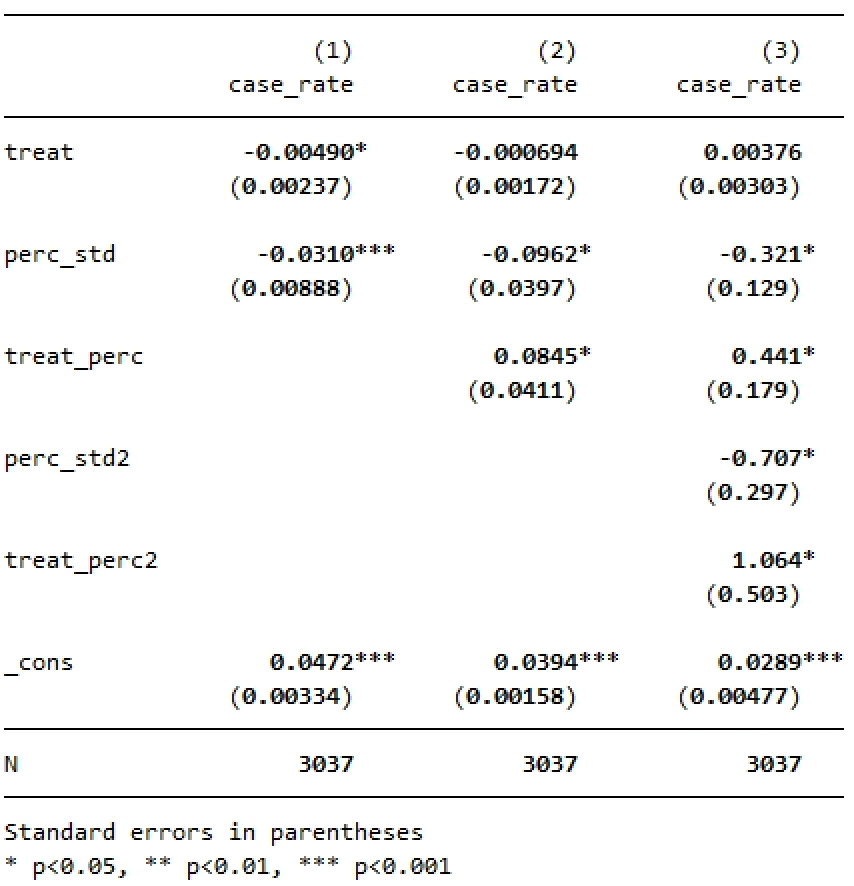 (1) (2) (3)
case_rate case_rate case_rate
treat -0.00490* -0.000694 0.00376
(0.00237) (0.00172) (0.00303)
perc_std -0.0310*** -0.0962* -0.321*
(0.00888) (0.0397) (0.129)
treat_perc 0.0845* 0.441*
(0.0411) (0.179)
perc_std2 -0.707*
(0.297)
treat_perc2 1.064*
(0.503)
_cons 0.0472*** 0.0394*** 0.0289***
(0.00334) (0.00158) (0.00477)
N 3037 3037 3037
Standard errors in parentheses
* p<0.05, ** p<0.01, *** p<0.001